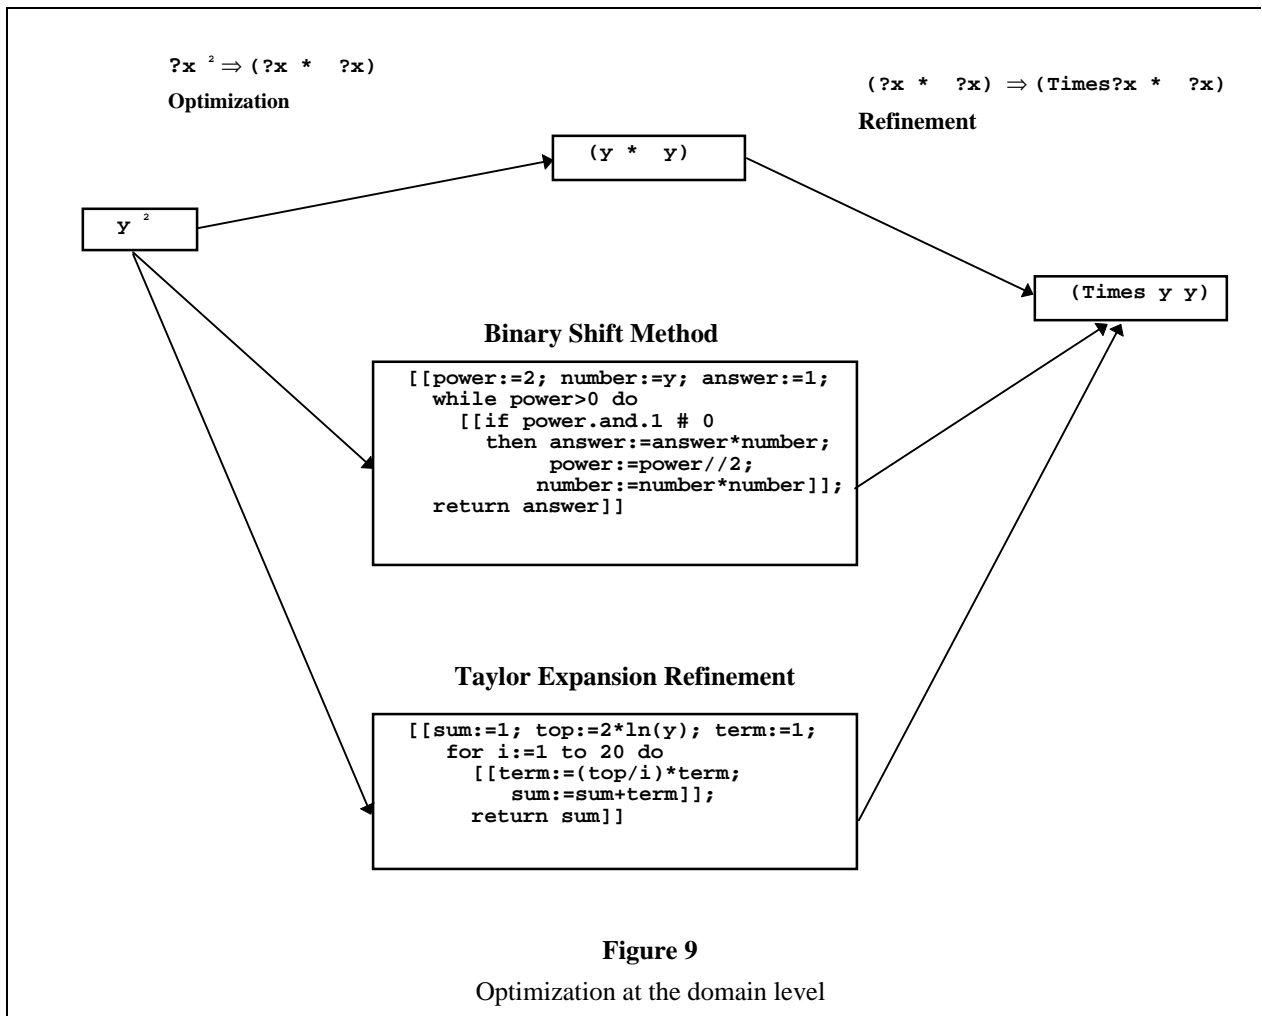 ?x ² ⇒ (?x * ?x)
Optimization
(?x * ?x) ⇒ (Times?x * ?x)
Refinement
(y * y)
y ²
(Times y y)
Binary Shift Method
[[power:=2; number:=y; answer:=1;
while power>0 do
[[if power.and.1 # 0
then answer:=answer*number;
power:=power//2;
number:=number*number]];
return answer]]
Taylor Expansion Refinement
[[sum:=1; top:=2*ln(y); term:=1;
for i:=1 to 20 do
[[term:=(top/i)*term;
sum:=sum+term]];
return sum]]
Figure 9
Optimization at the domain level